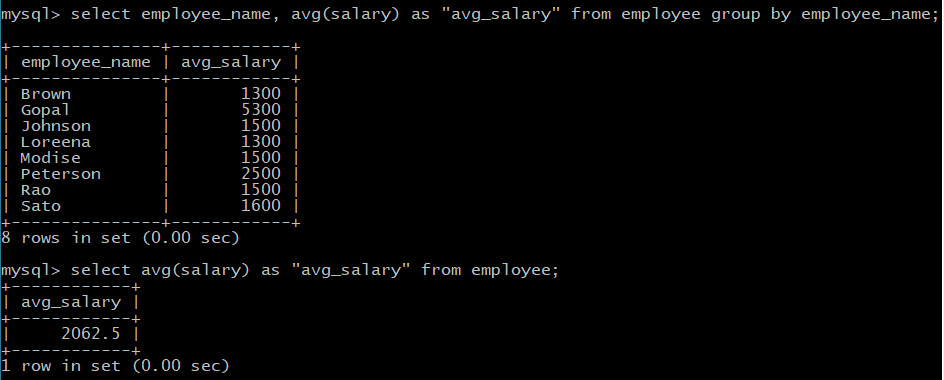 mysql> select employee_name, avg(salary) as "avg_salary" from employee group by employee_name;
+---------------+------------+
| employee_name | avg_salary |
+---------------+------------+
| Brown         |       1300 |
| Gopal         |       5300 |
| Johnson       |       1500 |
| Loreena       |       1300 |
| Modise        |       1500 |
| Peterson      |       2500 |
| Rao           |       1500 |
| Sato          |       1600 |
+---------------+------------+
8 rows in set (0.00 sec)
mysql> select avg(salary) as "avg_salary" from employee;
+------------+
| avg_salary |
+------------+
|     2062.5 |
+------------+
1 row in set (0.00 sec)